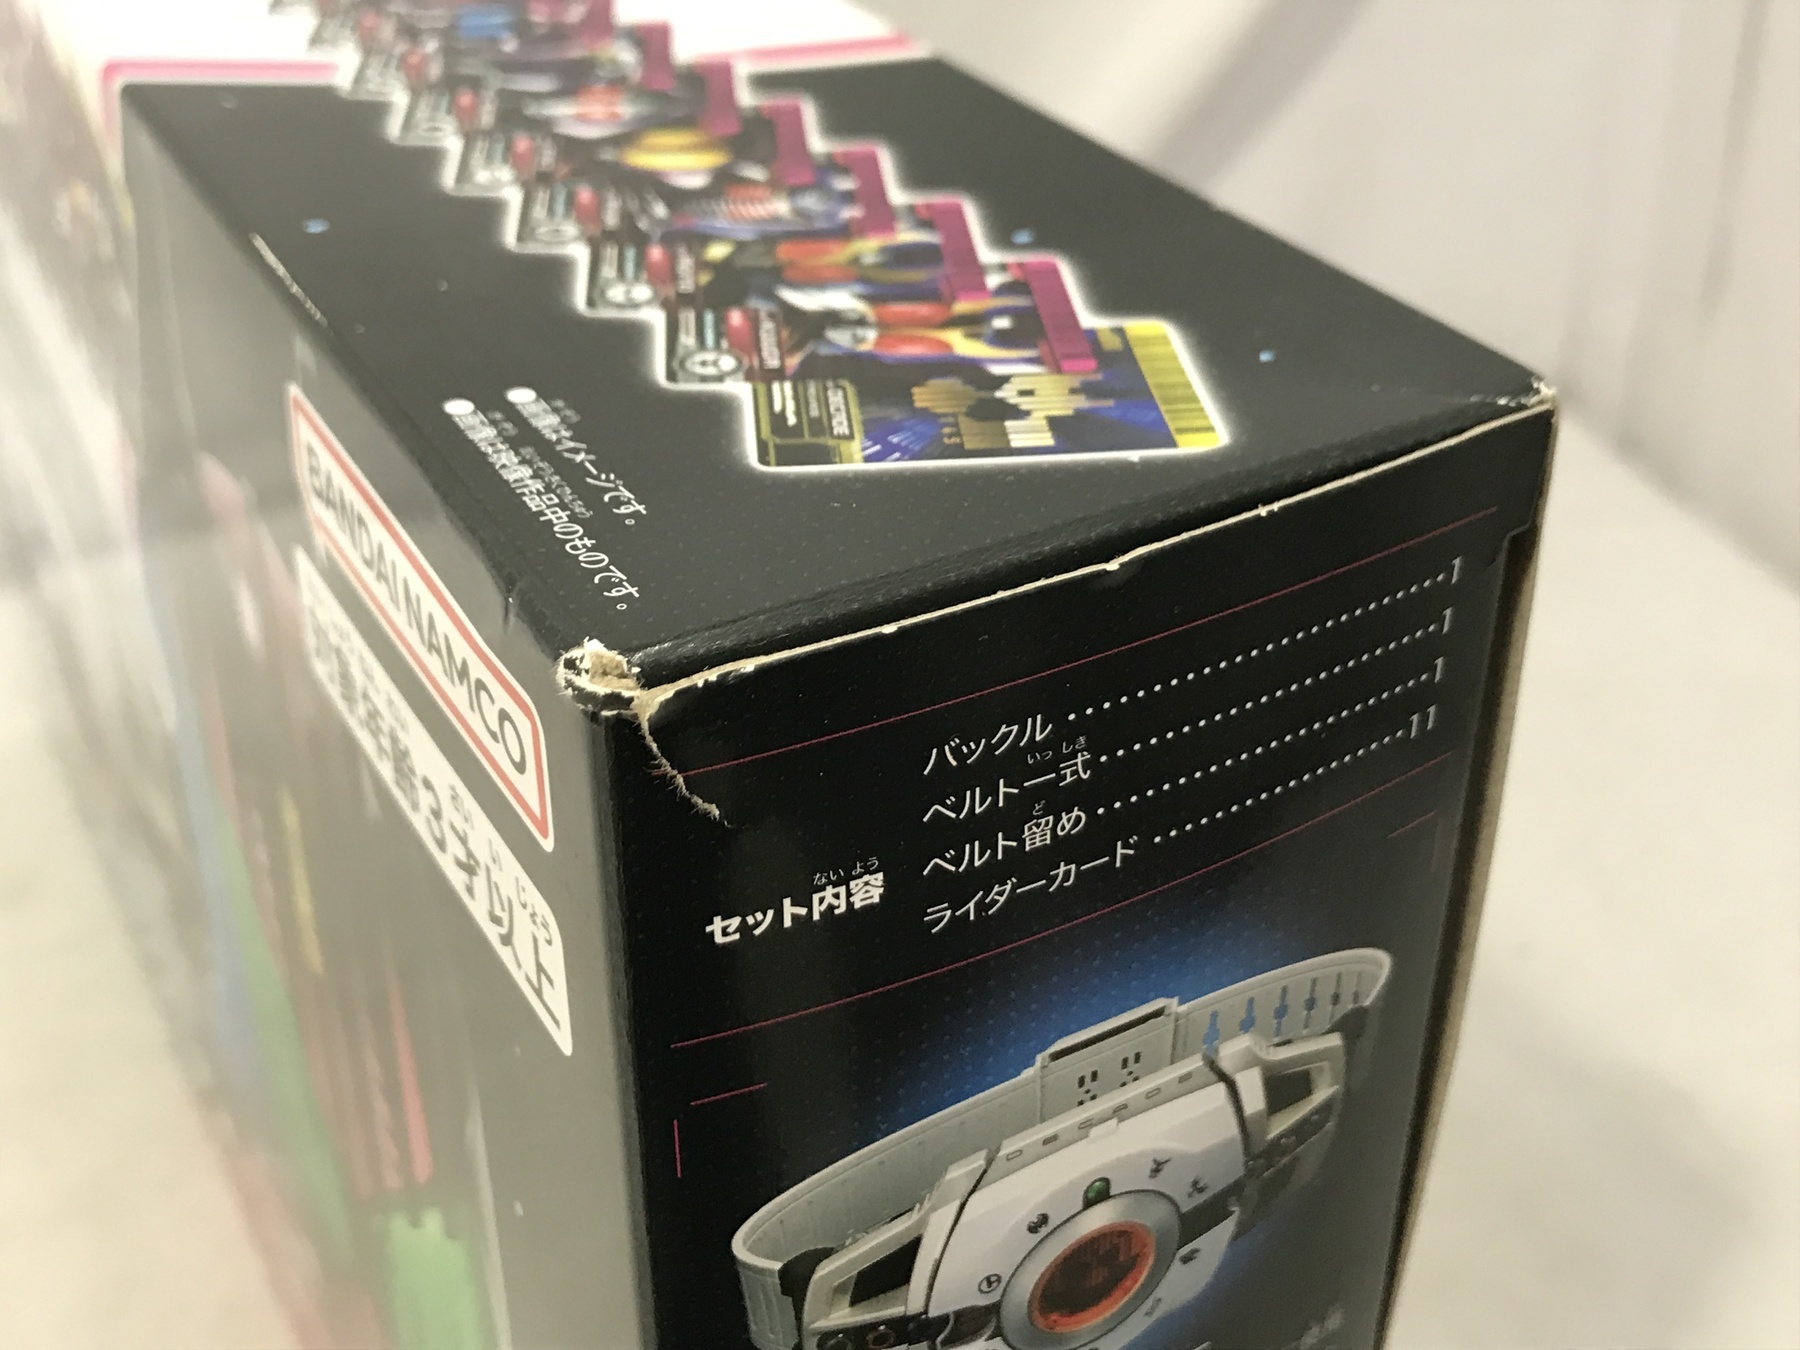 ●画像はイメージです。
●画像は映像作品中のものです。
BANDAI NAMCO
対象年齢3才以上
セット内容
バックル・・・・・・・・・・・・・・・・・・・・1
ベルト一式・・・・・・・・・・・・・・・・・・1
ベルト留め・・・・・・・・・・・・・・・・・・1
ライダーカード・・・・・・・・・・・・・・11